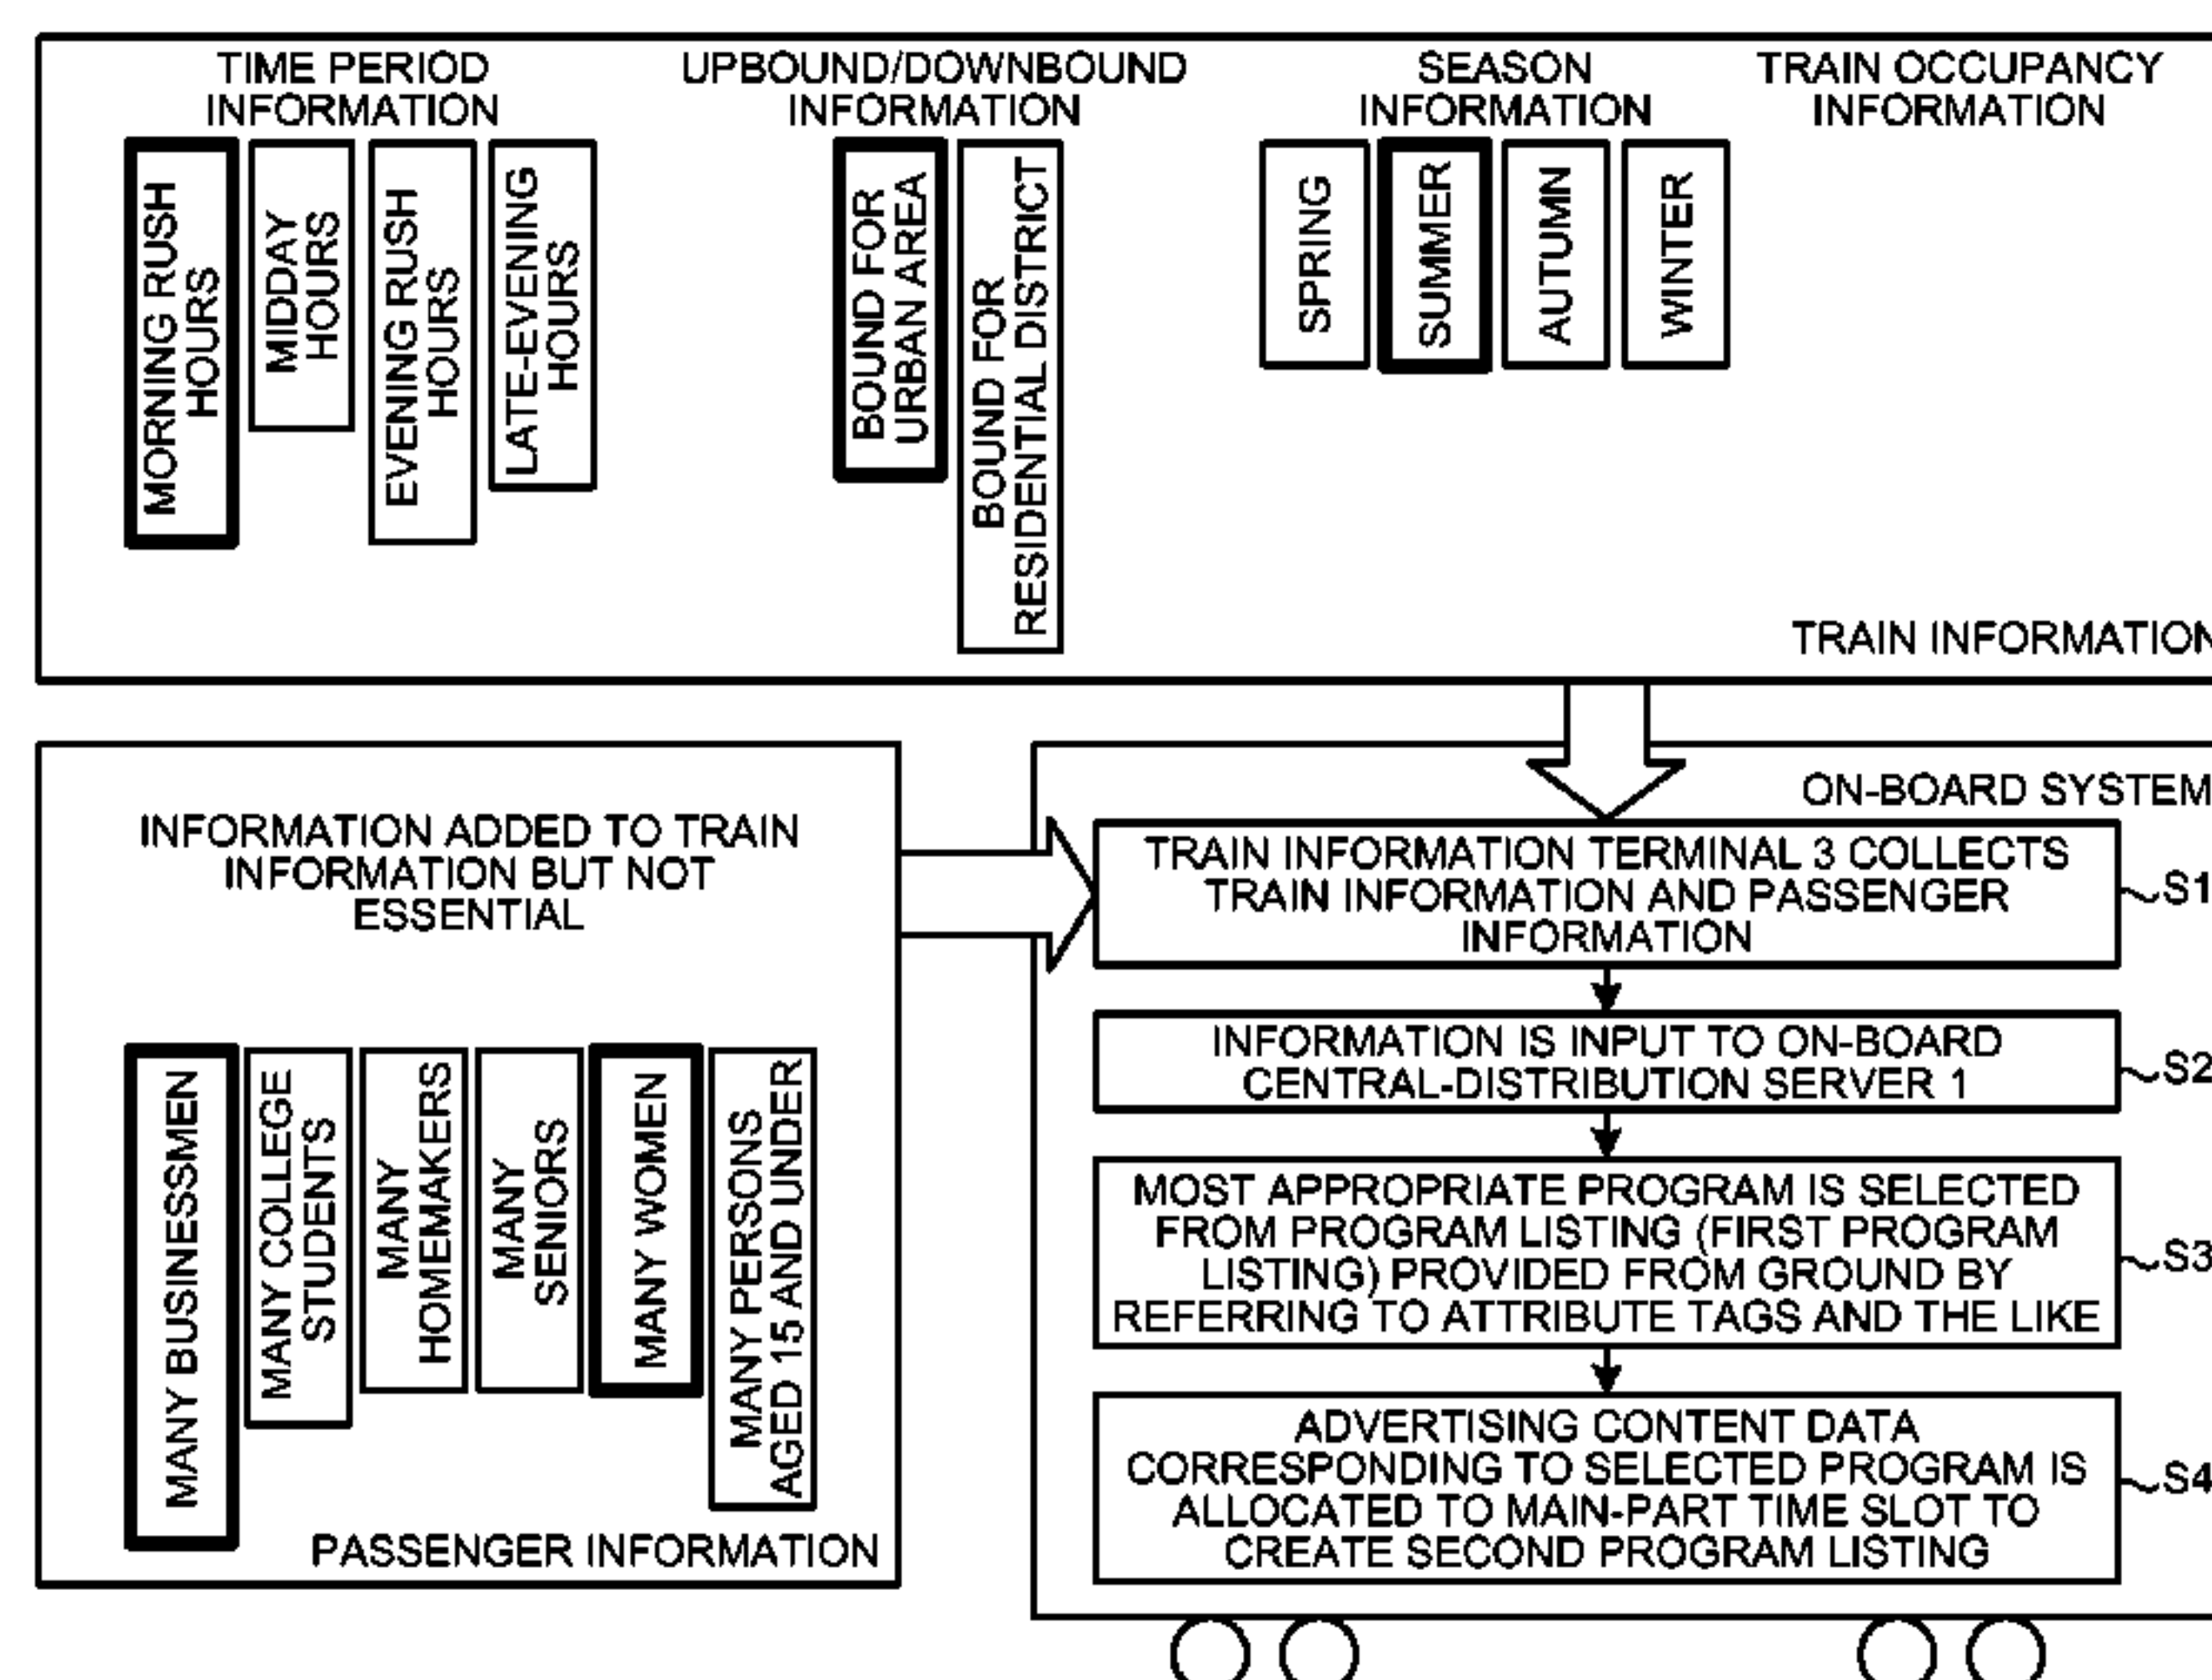 TIME PERIOD
INFORMATION
MORNING RUSH
HOURS
MIDDAY
HOURS
EVENING RUSH
HOURS
LATE-EVENING
HOURS
UPBOUND/DOWNBOUND
INFORMATION
BOUND FOR
URBAN AREA
BOUND FOR
RESIDENTIAL DISTRICT
SEASON
INFORMATION
SPRING
SUMMER
AUTUMN
WINTER
TRAIN OCCUPANCY
INFORMATION
TRAIN INFORMATION
INFORMATION ADDED TO TRAIN
INFORMATION BUT NOT
ESSENTIAL
MANY BUSINESSMEN
MANY COLLEGE
STUDENTS
MANY
HOMEMAKERS
MANY
SENIORS
MANY WOMEN
MANY PERSONS
AGED 15 AND UNDER
PASSENGER INFORMATION
ON-BOARD SYSTEM
TRAIN INFORMATION TERMINAL 3 COLLECTS
TRAIN INFORMATION AND PASSENGER
INFORMATION
S1
INFORMATION IS INPUT TO ON-BOARD
CENTRAL-DISTRIBUTION SERVER 1
S2
MOST APPROPRIATE PROGRAM IS SELECTED
FROM PROGRAM LISTING (FIRST PROGRAM
LISTING) PROVIDED FROM GROUND BY
REFERRING TO ATTRIBUTE TAGS AND THE LIKE
S3
ADVERTISING CONTENT DATA
CORRESPONDING TO SELECTED PROGRAM IS
ALLOCATED TO MAIN-PART TIME SLOT TO
CREATE SECOND PROGRAM LISTING
S4